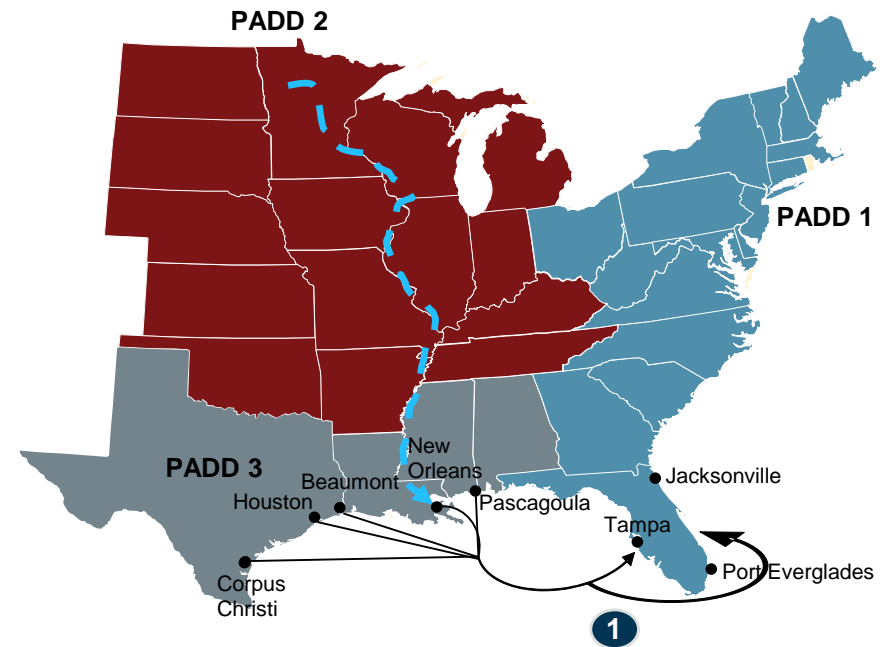 PADD 2
PADD 1
PADD 3
New
Orleans
Beaumont
Houston
Pascagoula
Jacksonville
Tampa
Port Everglades
Corpus
Christi
1